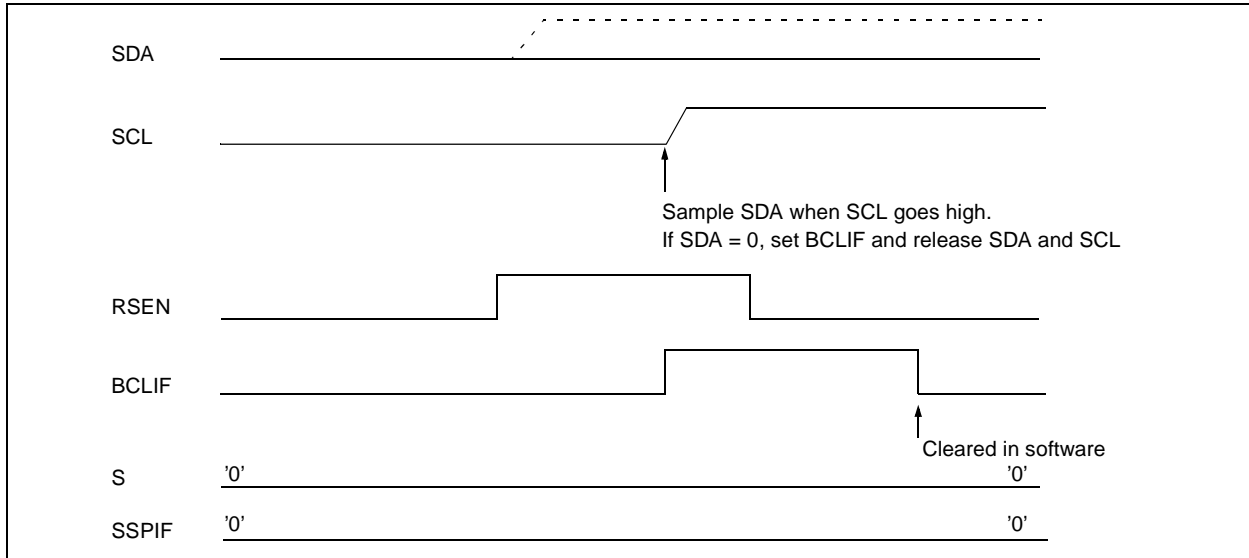 SDA
SCL
Sample SDA when SCL goes high.
If SDA = 0, set BCLIF and release SDA and SCL
RSEN
BCLIF
Cleared in software
S '0' '0'
SSPIF '0' '0'